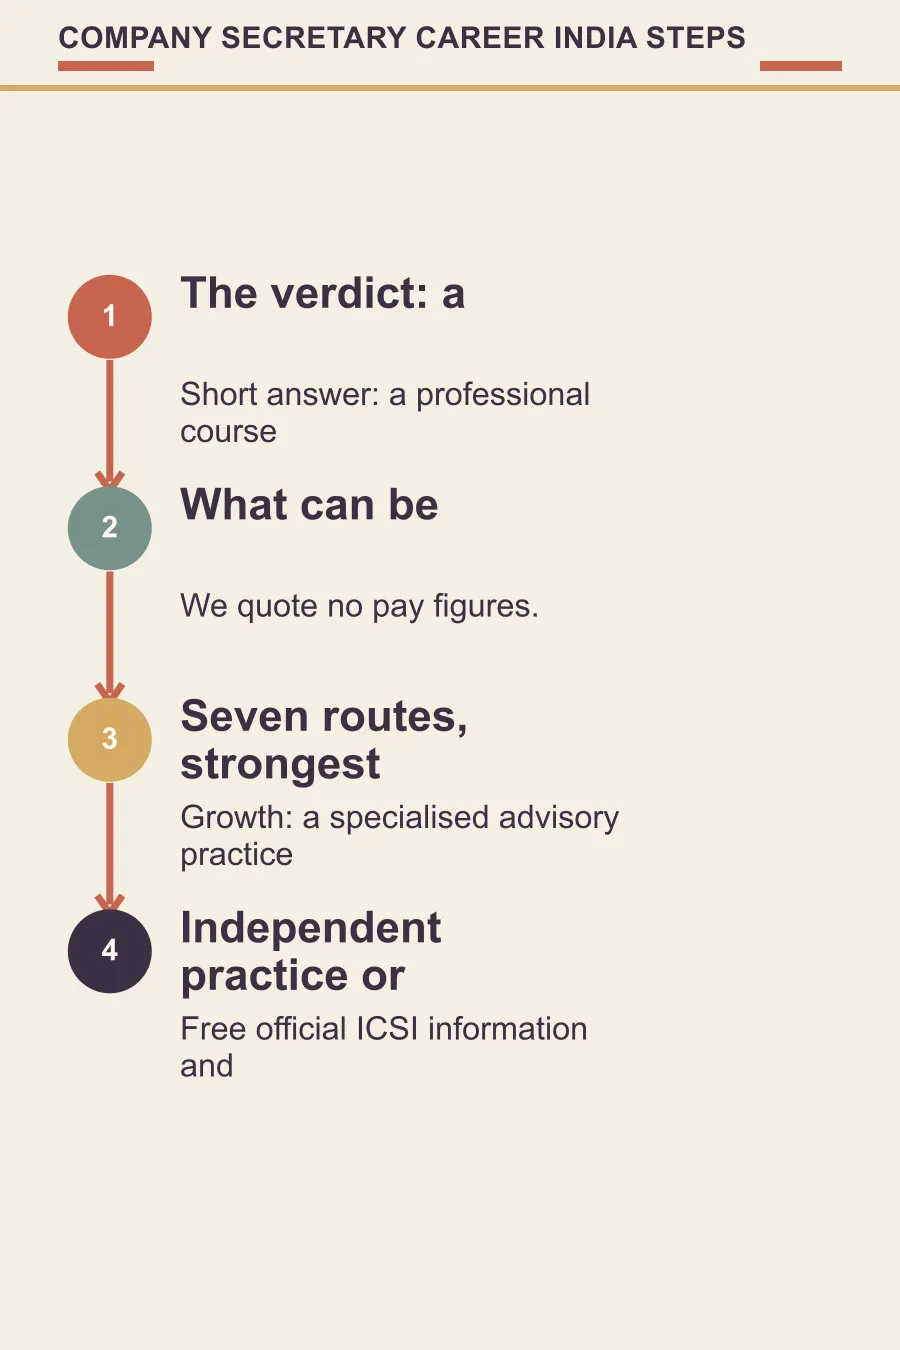 COMPANY SECRETARY CAREER INDIA STEPS
1
The verdict: a
Short answer: a professional
course
2
What can be
We quote no pay figures.
3
Seven routes,
strongest
Growth: a specialised advisory
practice
4
Independent
practice or
Free official ICSI information
and